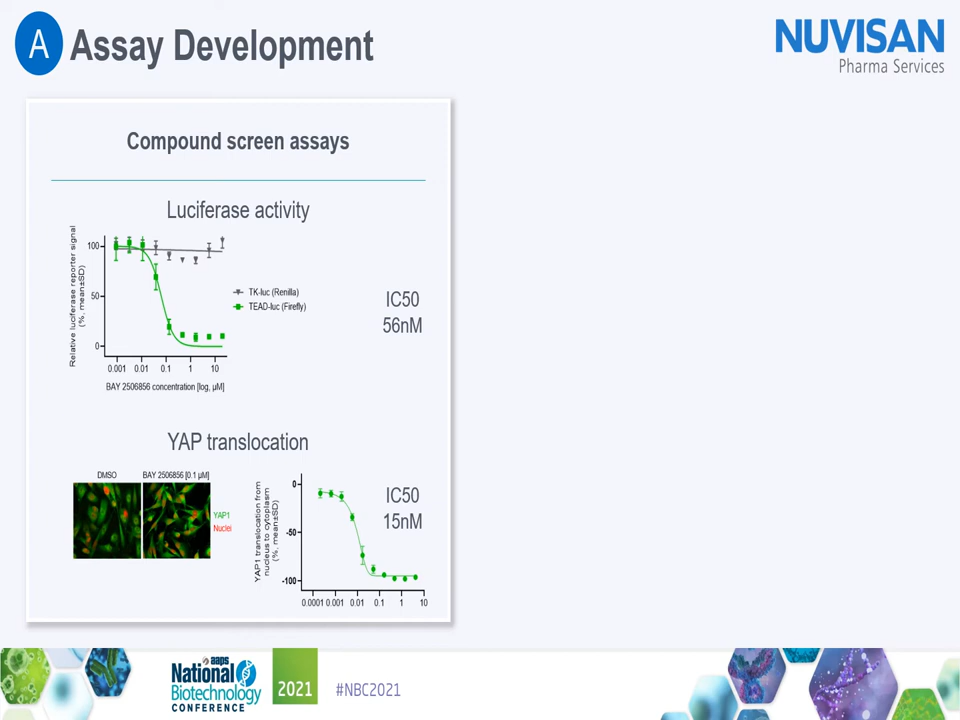 A Assay Development
NUVISAN
Pharma Services
Compound screen assays
Luciferase activity
Relative luciferase reporter signal
(%, mean±SD)
100
50
0
0.001 0.01 0.1 1 10
BAY 2506856 concentration [log, µM]
TK-luc (Renilla)
TEAD-luc (Firefly)
IC50
56nM
YAP translocation
DMSO
BAY 2506856 [0.1 µM]
YAP1
Nuclei
YAP1 translocation from
nucleus to cytoplasm
(%, mean±SD)
0
-50
-100
0.0001 0.001 0.01 0.1 1 10
IC50
15nM
aaps
National
Biotechnology
CONFERENCE
2021
#NBC2021